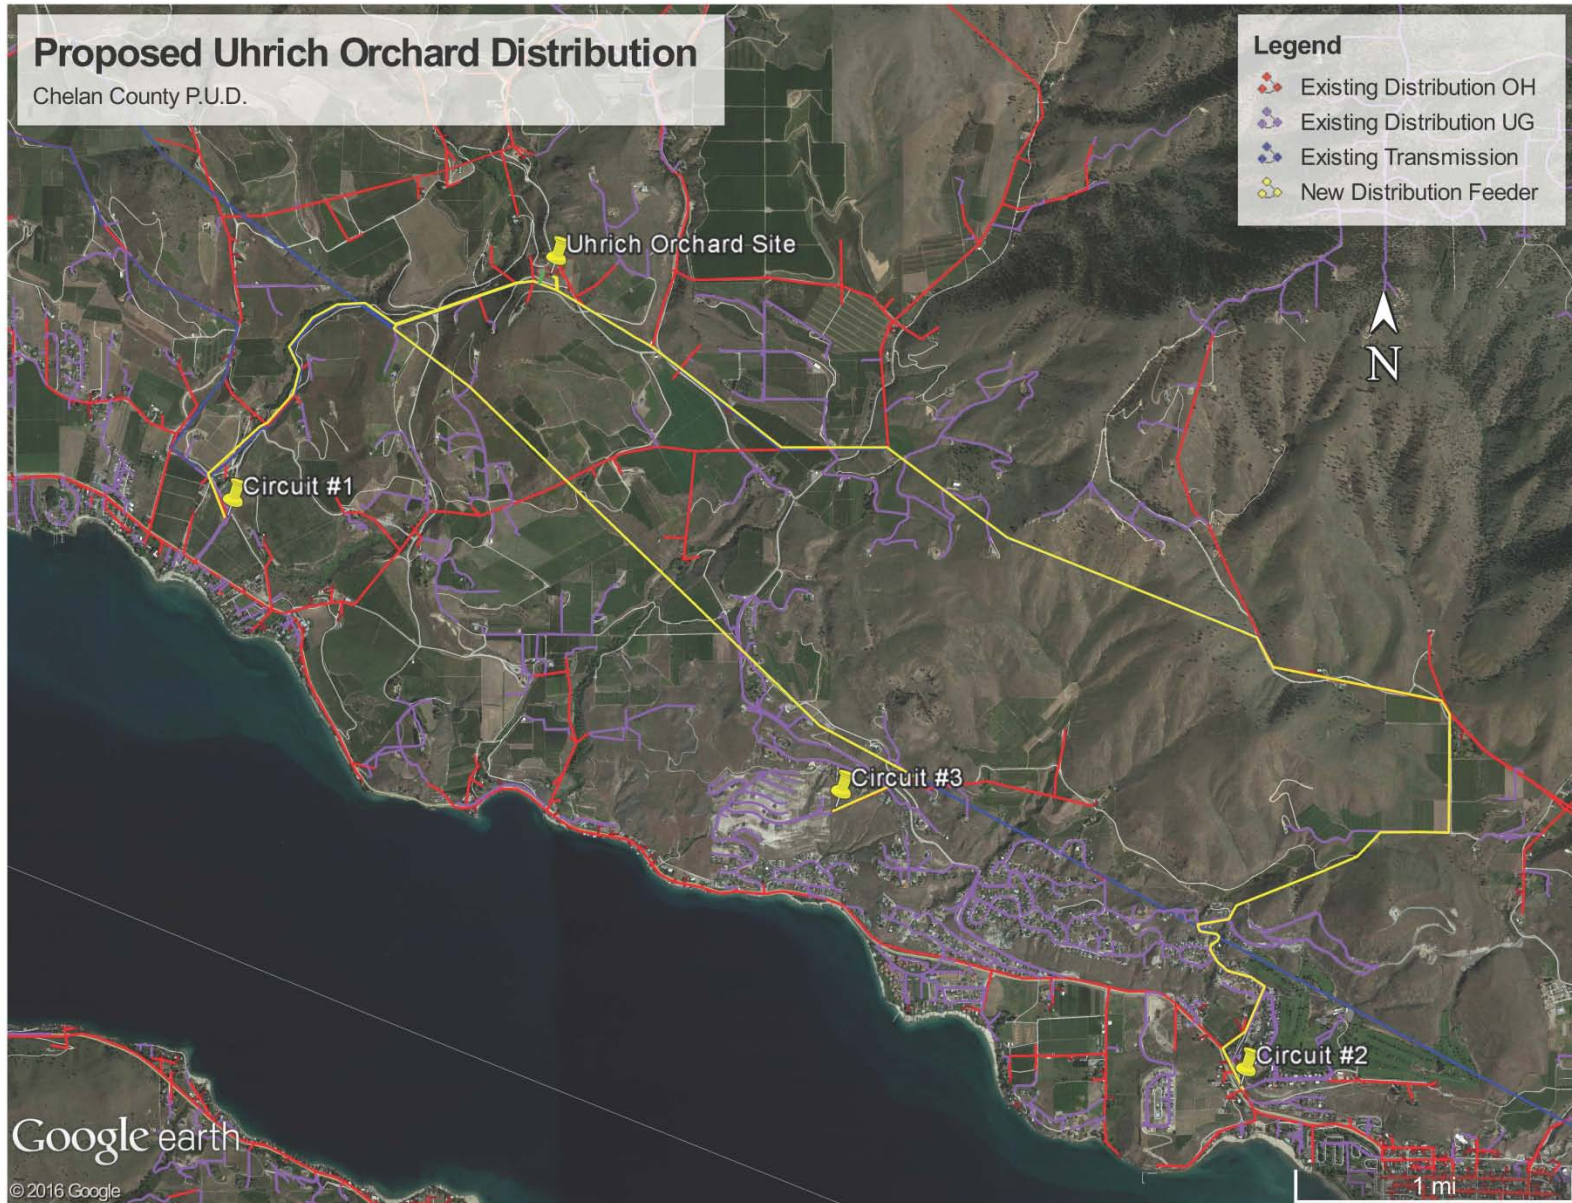 Proposed Uhrich Orchard Distribution
Chelan County P.U.D.
Legend
Existing Distribution OH
Existing Distribution UG
Existing Transmission
New Distribution Feeder
Uhrich Orchard Site
N
Circuit #1
Circuit #3
Circuit #2
Google earth
© 2016 Google
1 mi